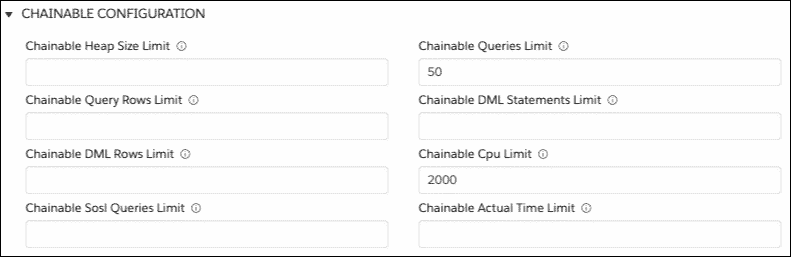 CHAINABLE CONFIGURATION
Chainable Heap Size Limit
Chainable Queries Limit
50
Chainable Query Rows Limit
Chainable DML Statements Limit
Chainable DML Rows Limit
Chainable Cpu Limit
2000
Chainable Sosl Queries Limit
Chainable Actual Time Limit